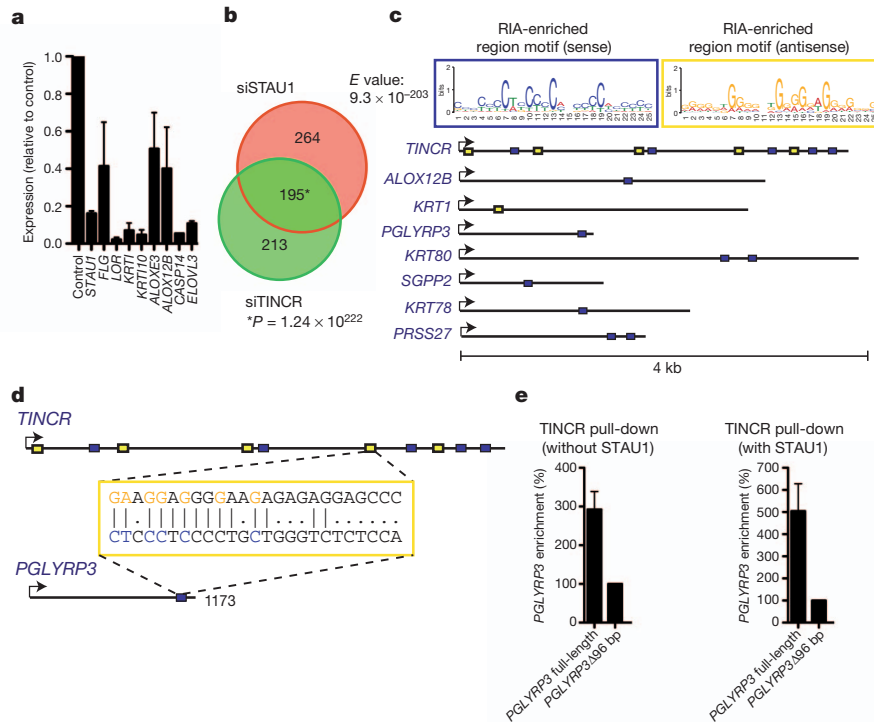 a
Expression (relative to control)
1.0
0.8
0.6
0.4
0.2
0.0
Control
STAU1
FLG
LOR
KRTI
KRTI10
ALOXE3
ALOX12B
CASP14
ELOVL3
b
siSTAU1
E value:
9.3 × 10⁻²⁰³
264
195*
213
siTINCR
*P = 1.24 × 10²²²
c
RIA-enriched
region motif (sense)
RIA-enriched
region motif (antisense)
TINCR
ALOX12B
KRT1
PGLYRP3
KRT80
SGPP2
KRT78
PRSS27
4 kb
d
TINCR
GAAGGAGGGGAAGAGAGAGGAGCCC
CTCCCTCCCCTGCTGGGTCTCTCCA
PGLYRP3
1173
e
TINCR pull-down
(without STAU1)
PGLYRP3 enrichment (%)
400
300
200
100
0
PGLYRP3 full-length
PGLYRP3Δ96 bp
TINCR pull-down
(with STAU1)
PGLYRP3 enrichment (%)
700
600
500
400
300
200
100
0
PGLYRP3 full-length
PGLYRP3Δ96 bp